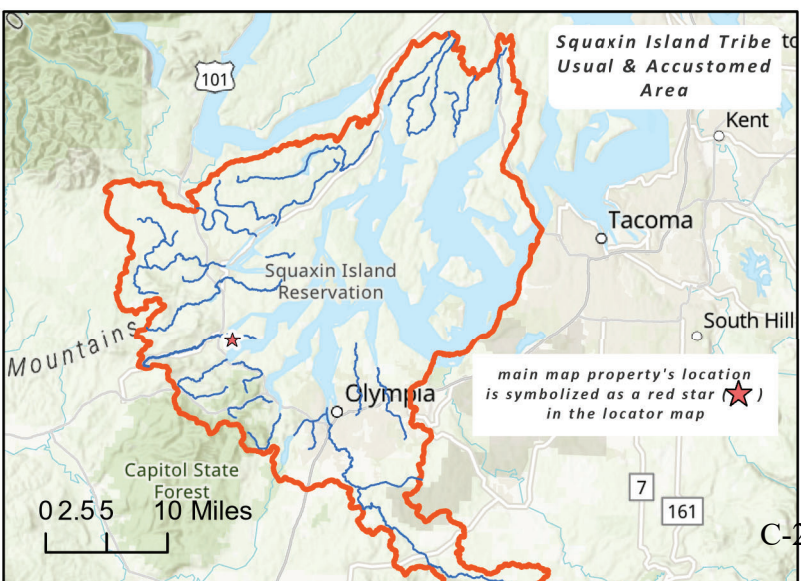 Squaxin Island Tribe
Usual & Accustomed
Area
101
Kent
Tacoma
Squaxin Island
Reservation
South Hill
Mountains
main map property's location
is symbolized as a red star ( )
in the locator map
Olympia
Capitol State
Forest
7
161
0 2.5 5 10 Miles